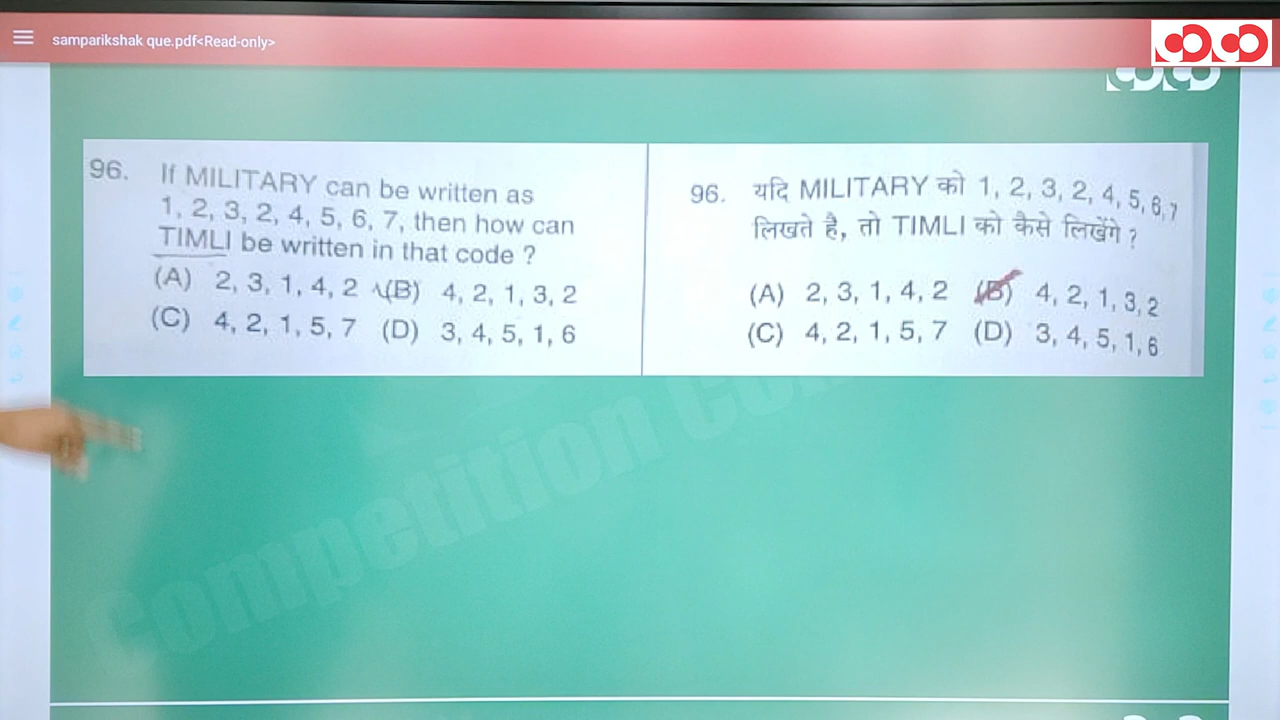 samparikshak que.pdf<Read-only>
96. If MILITARY can be written as
1, 2, 3, 2, 4, 5, 6, 7, then how can
TIMLI be written in that code ?
(A) 2, 3, 1, 4, 2 (B) 4, 2, 1, 3, 2
(C) 4, 2, 1, 5, 7 (D) 3, 4, 5, 1, 6
96. यदि MILITARY को 1, 2, 3, 2, 4, 5, 6, 7
लिखते है, तो TIMLI को कैसे लिखेंगे ?
(A) 2, 3, 1, 4, 2 (B) 4, 2, 1, 3, 2
(C) 4, 2, 1, 5, 7 (D) 3, 4, 5, 1, 6
Competition